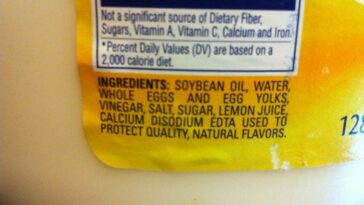 Not a significant source of Dietary Fiber,
Sugars, Vitamin A, Vitamin C, Calcium and Iron.
*Percent Daily Values (DV) are based on a
2,000 calorie diet.
INGREDIENTS: SOYBEAN OIL, WATER,
WHOLE EGGS AND EGG YOLKS,
VINEGAR, SALT, SUGAR, LEMON JUICE,
CALCIUM DISODIUM EDTA USED TO
PROTECT QUALITY, NATURAL FLAVORS.